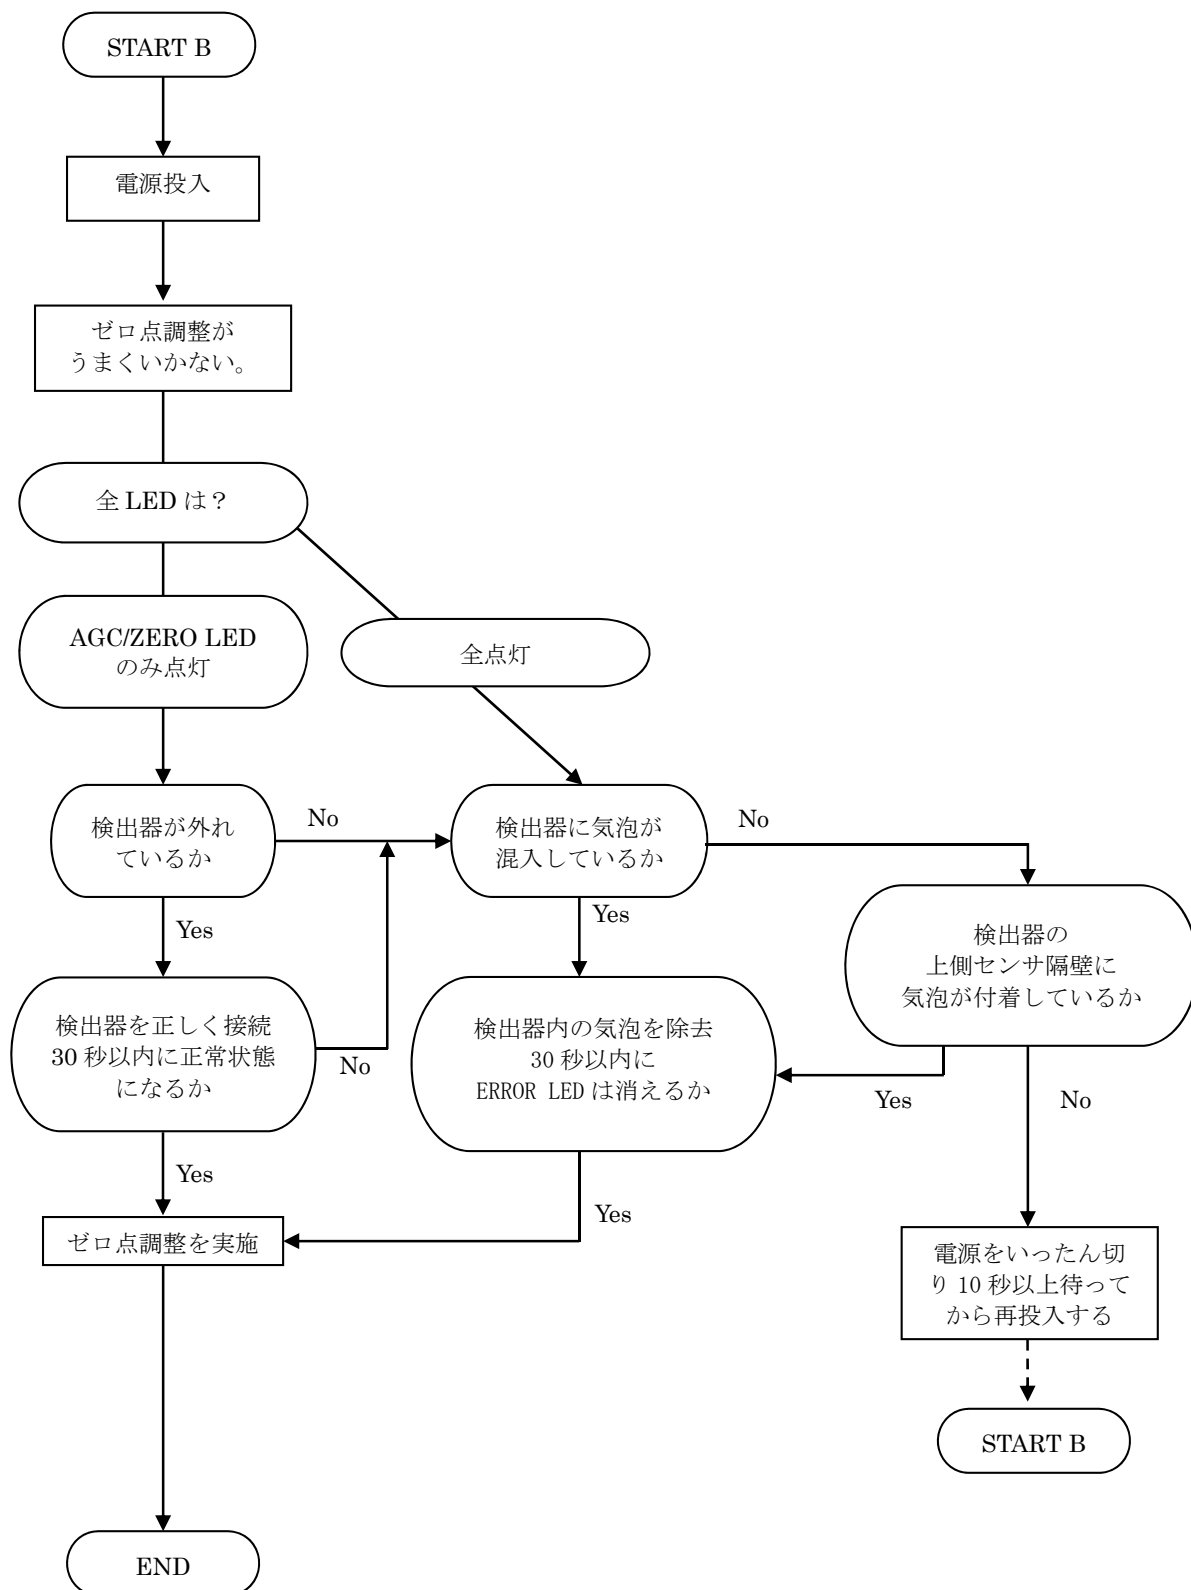 START B
電源投入
ゼロ点調整が
うまくいかない。
全 LED は？
AGC/ZERO LED
のみ点灯
全点灯
検出器が外れ
ているか
No
検出器に気泡が
混入しているか
No
Yes
Yes
検出器の
上側センサ隔壁に
気泡が付着しているか
検出器を正しく接続
30 秒以内に正常状態
になるか
No
検出器内の気泡を除去
30 秒以内に
ERROR LED は消えるか
Yes
No
Yes
Yes
ゼロ点調整を実施
電源をいったん切
り 10 秒以上待って
から再投入する
START B
END